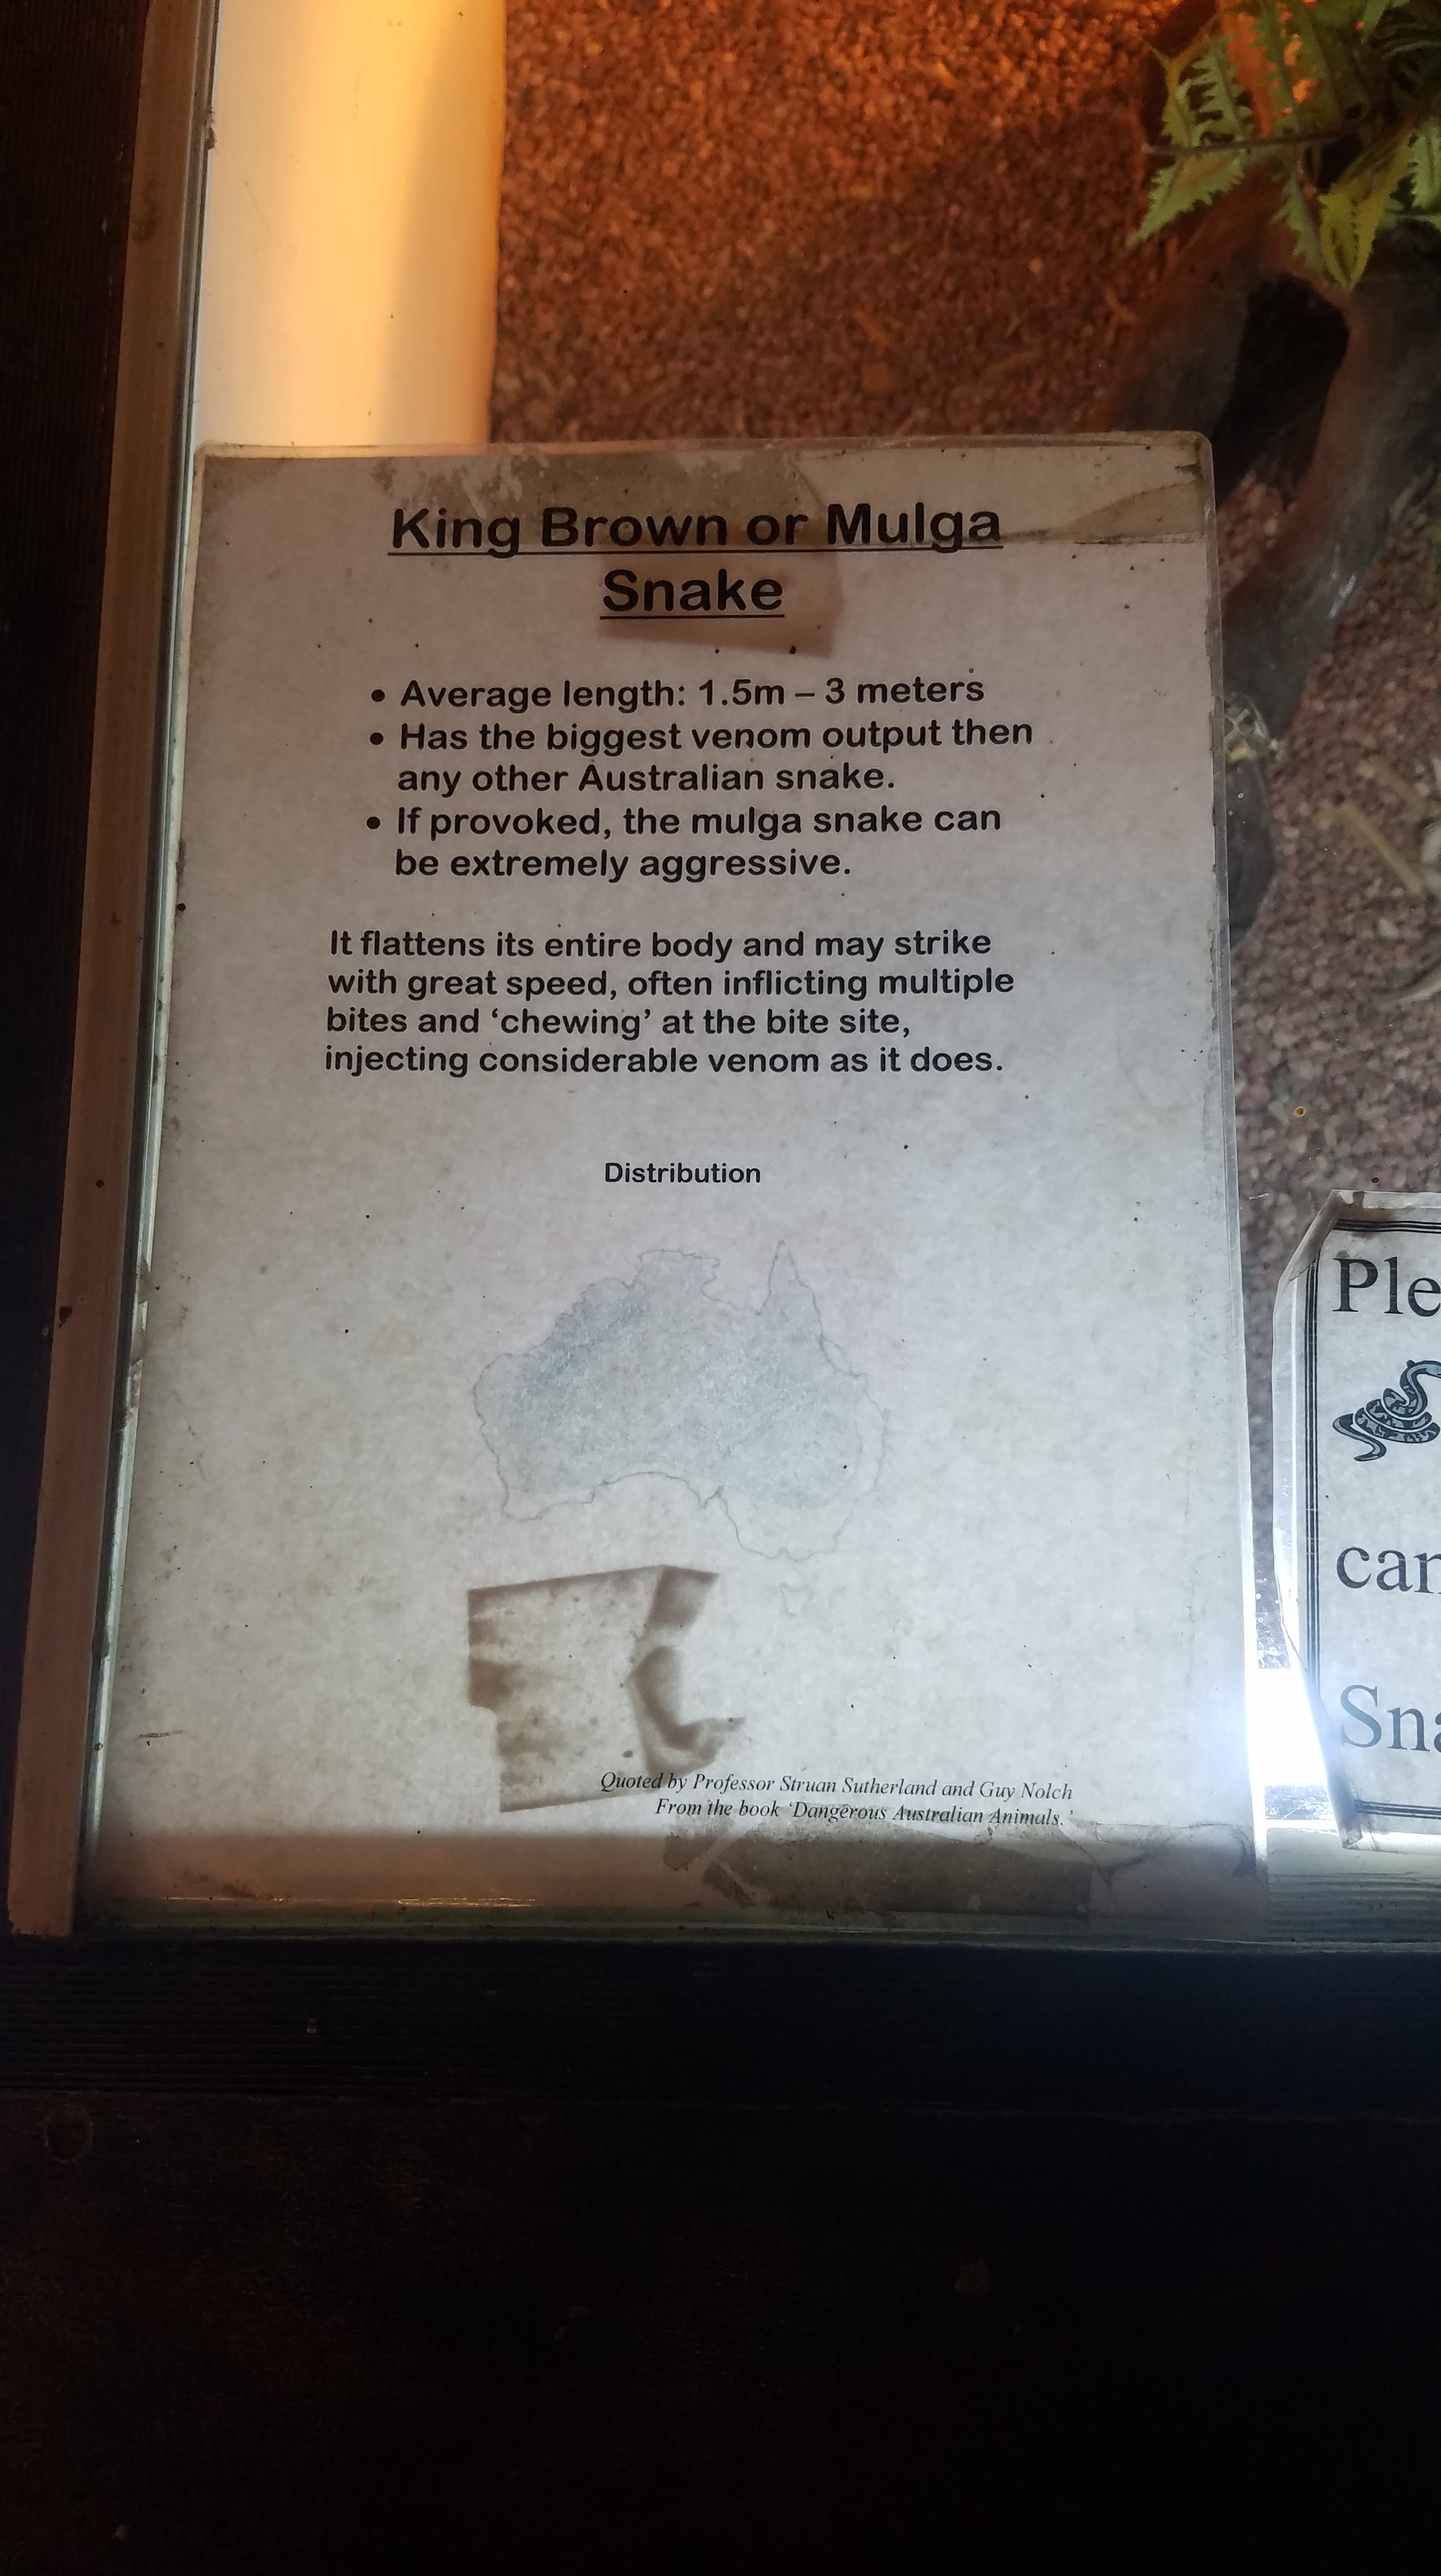 King Brown or Mulga
Snake
• Average length: 1.5m – 3 meters
• Has the biggest venom output then
any other Australian snake.
• If provoked, the mulga snake can
be extremely aggressive.
It flattens its entire body and may strike
with great speed, often inflicting multiple
bites and ‘chewing’ at the bite site,
injecting considerable venom as it does.
Distribution
Quoted by Professor Struan Sutherland and Guy Nolch
From the book ‘Dangerous Australian Animals.’
Ple
can
Sna